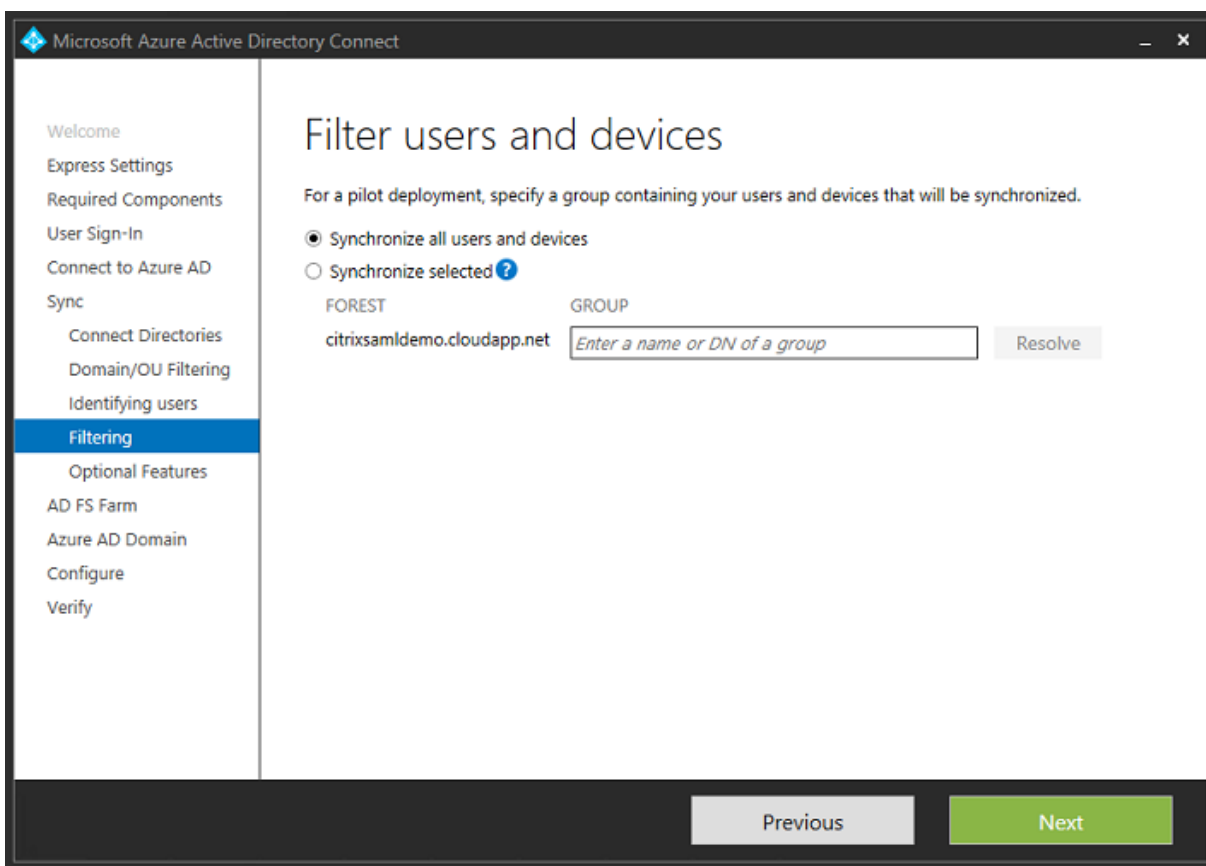 Microsoft Azure Active Directory Connect
Welcome
Express Settings
Required Components
User Sign-In
Connect to Azure AD
Sync
Connect Directories
Domain/OU Filtering
Identifying users
Filtering
Optional Features
AD FS Farm
Azure AD Domain
Configure
Verify
Filter users and devices
For a pilot deployment, specify a group containing your users and devices that will be synchronized.
Synchronize all users and devices
Synchronize selected ?
FOREST GROUP
citrixsamldemo.cloudapp.net Enter a name or DN of a group Resolve
Previous Next